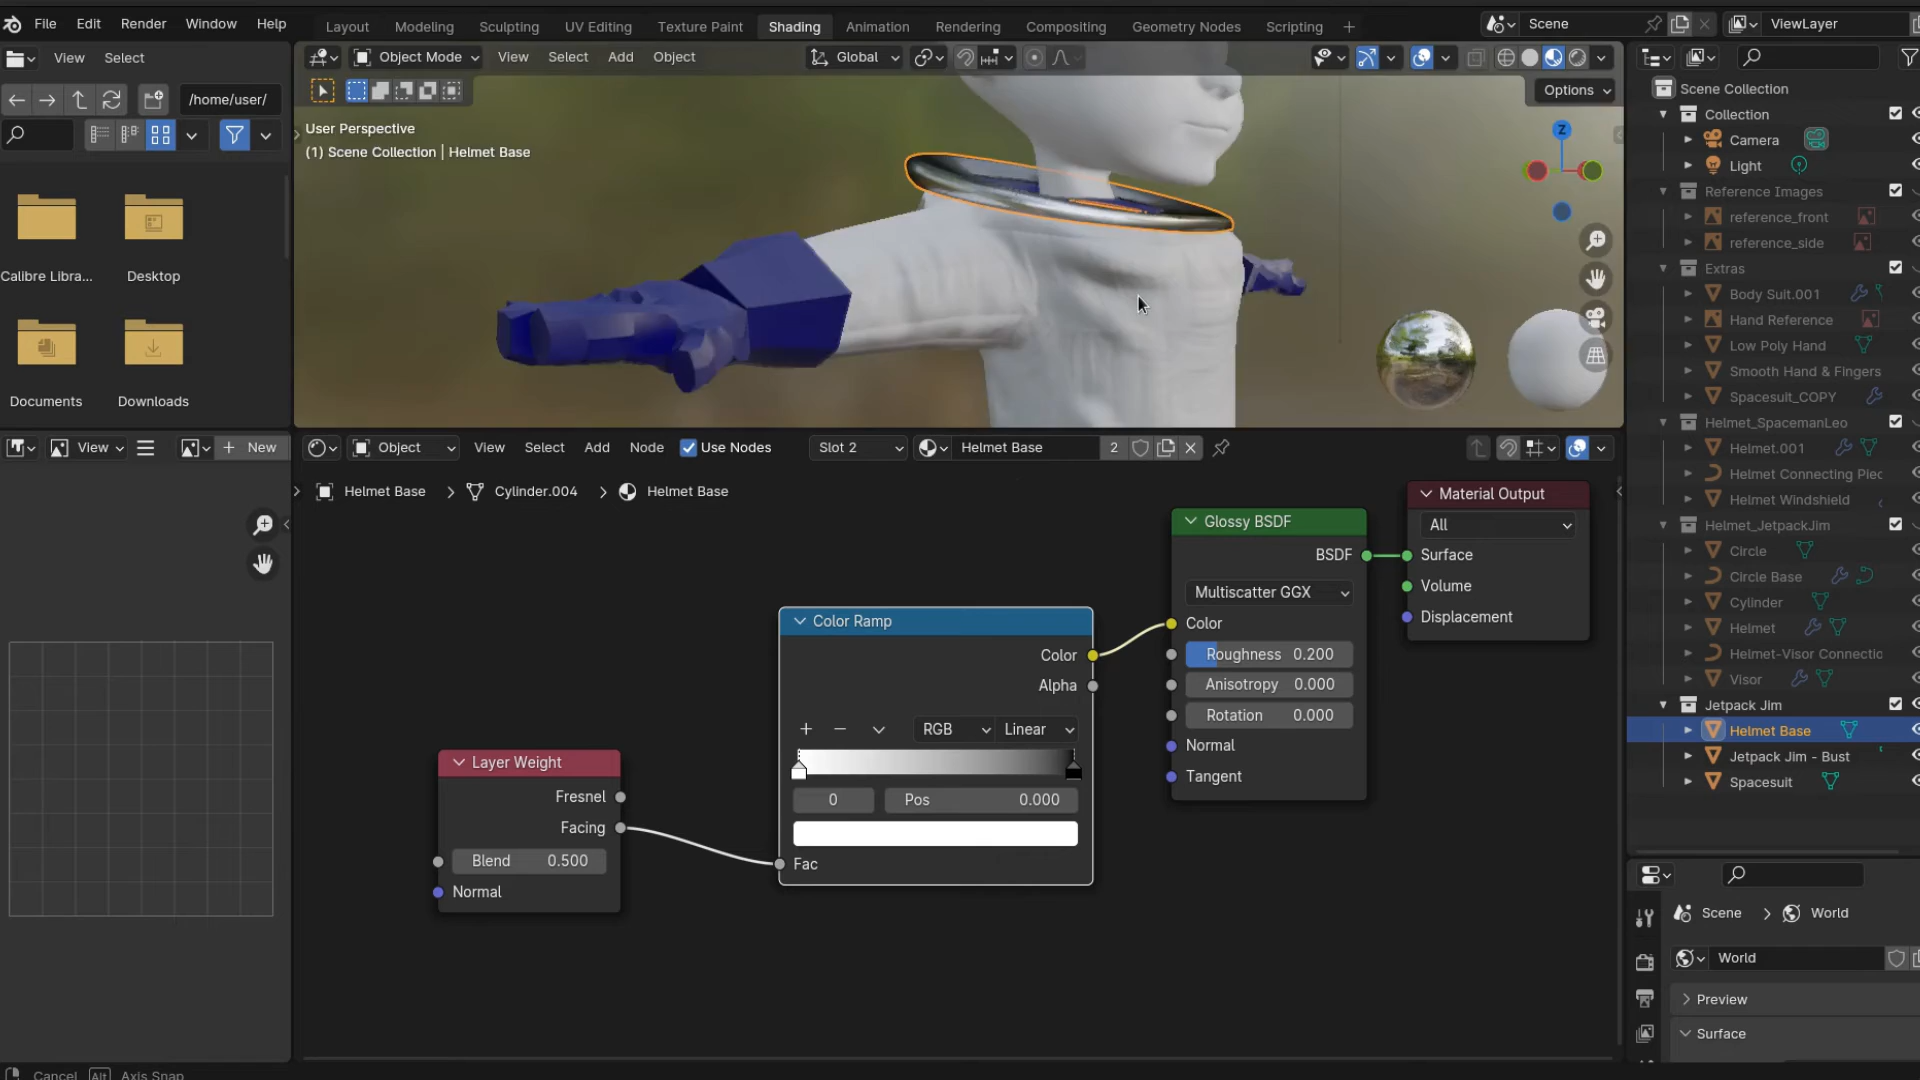 File Edit Render Window Help Layout Modeling Sculpting UV Editing Texture Paint Shading Animation Rendering Compositing Geometry Nodes Scripting + Scene ViewLayer
View Select Object Mode View Select Add Object Global
/home/user/ Options
User Perspective
(1) Scene Collection | Helmet Base
Z
Calibre Libra... Desktop
Documents Downloads
Scene Collection
Collection
Camera
Light
Reference Images
reference_front
reference_side
Extras
Body Suit.001
Hand Reference
Low Poly Hand
Smooth Hand & Fingers
Spacesuit_COPY
Helmet_SpacemanLeo
Helmet.001
Helmet Connecting Piec
Helmet Windshield
Helmet_JetpackJim
Circle
Circle Base
Cylinder
Helmet
Helmet-Visor Connectio
Visor
Jetpack Jim
Helmet Base
Jetpack Jim - Bust
Spacesuit
View + New Object View Select Add Node Use Nodes Slot 2 Helmet Base 2
Helmet Base > Cylinder.004 > Helmet Base
Layer Weight
Fresnel
Facing
Blend 0.500
Normal
Color Ramp
Color
Alpha
+ − RGB Linear
0 Pos 0.000
Fac
Glossy BSDF
BSDF
Multiscatter GGX
Color
Roughness 0.200
Anisotropy 0.000
Rotation 0.000
Normal
Tangent
Material Output
All
Surface
Volume
Displacement
Scene > World
World
Preview
Surface
Cancel Alt Axis Snap